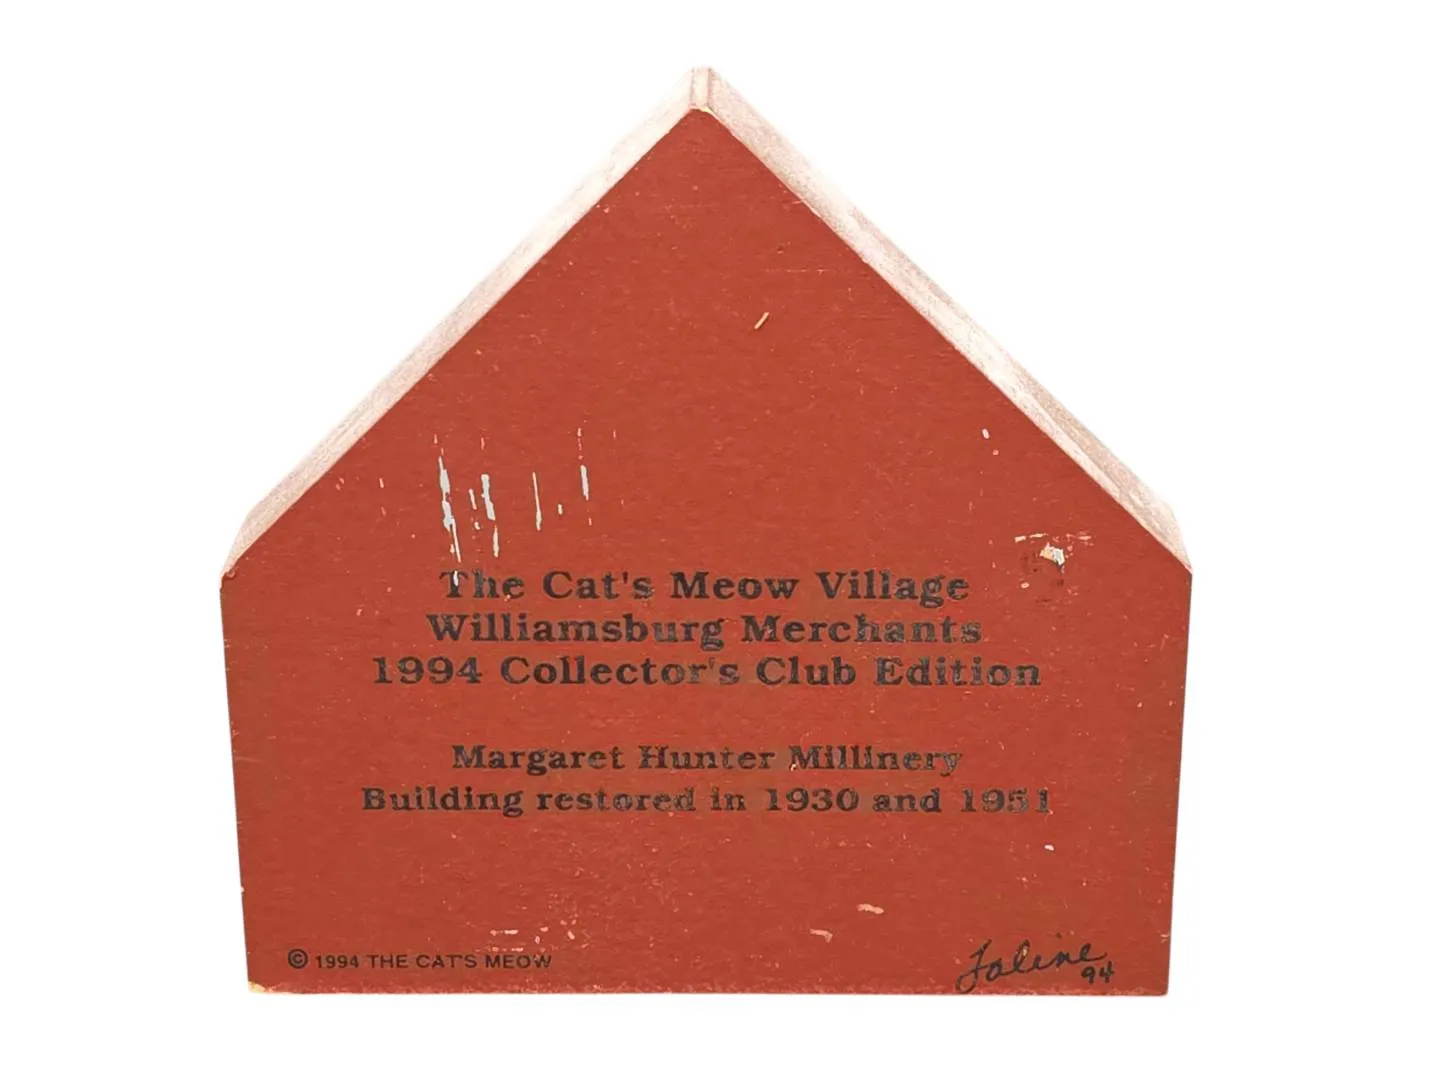 The Cat's Meow Village
Williamsburg Merchants
1994 Collector's Club Edition
Margaret Hunter Millinery
Building restored in 1930 and 1951
© 1994 THE CAT'S MEOW
Faline
94